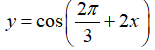 y = cos(2π/3 + 2x)